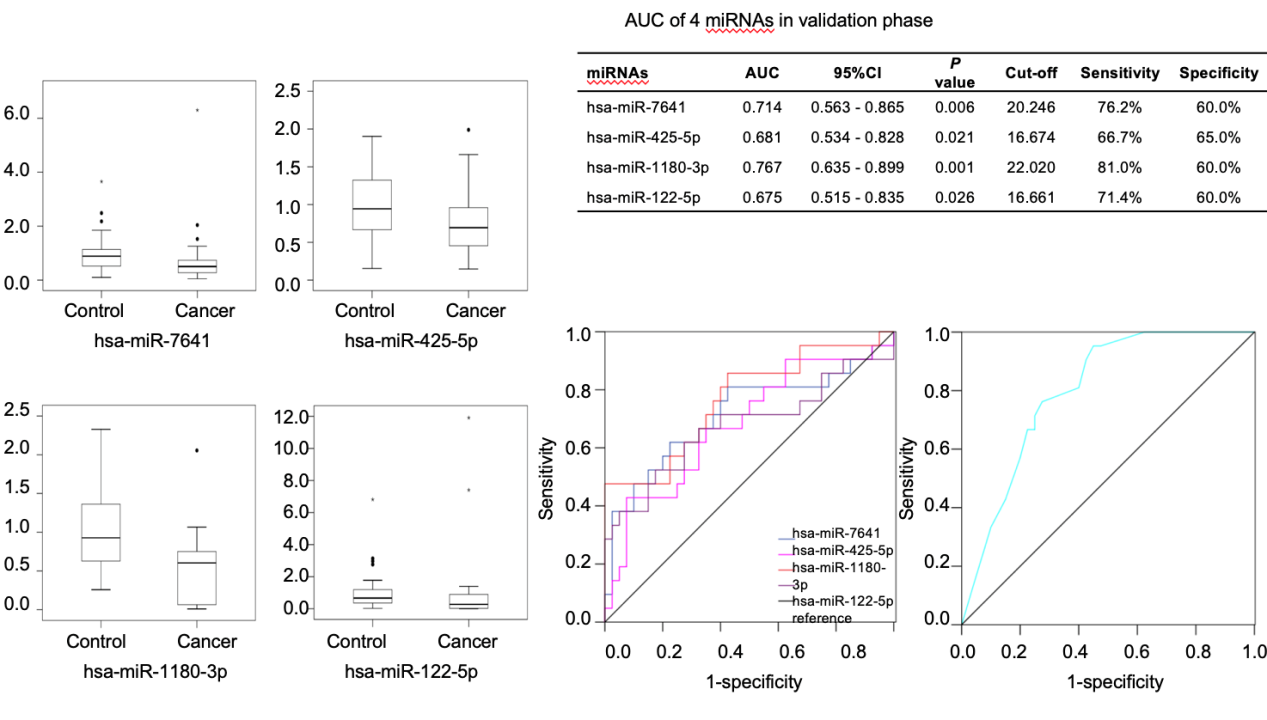 AUC of 4 miRNAs in validation phase
miRNAs AUC 95%CI P value Cut-off Sensitivity Specificity
hsa-miR-7641 0.714 0.563 - 0.865 0.006 20.246 76.2% 60.0%
hsa-miR-425-5p 0.681 0.534 - 0.828 0.021 16.674 66.7% 65.0%
hsa-miR-1180-3p 0.767 0.635 - 0.899 0.001 22.020 81.0% 60.0%
hsa-miR-122-5p 0.675 0.515 - 0.835 0.026 16.661 71.4% 60.0%
6.0
4.0
2.0
0.0
Control Cancer
hsa-miR-7641
2.5
2.0
1.5
1.0
0.5
0.0
Control Cancer
hsa-miR-425-5p
2.5
2.0
1.5
1.0
0.5
0.0
Control Cancer
hsa-miR-1180-3p
12.0
10.0
8.0
6.0
4.0
2.0
0.0
Control Cancer
hsa-miR-122-5p
1.0
0.8
0.6
0.4
0.2
0.0
Sensitivity
hsa-miR-7641
hsa-miR-425-5p
hsa-miR-1180-
3p
hsa-miR-122-5p
reference
0.0 0.2 0.4 0.6 0.8
1-specificity
1.0
0.8
0.6
0.4
0.2
0.0
Sensitivity
0.0 0.2 0.4 0.6 0.8 1.0
1-specificity